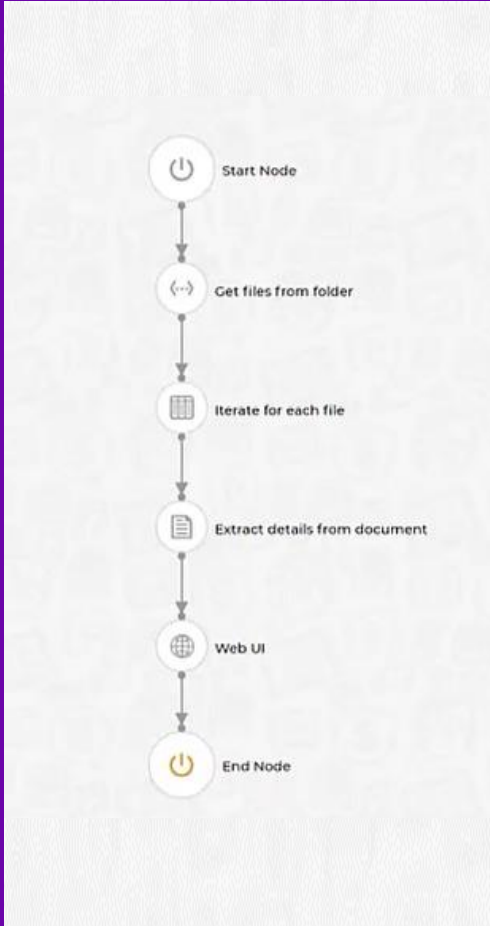 Start Node
Get files from folder
Iterate for each file
Extract details from document
Web UI
End Node